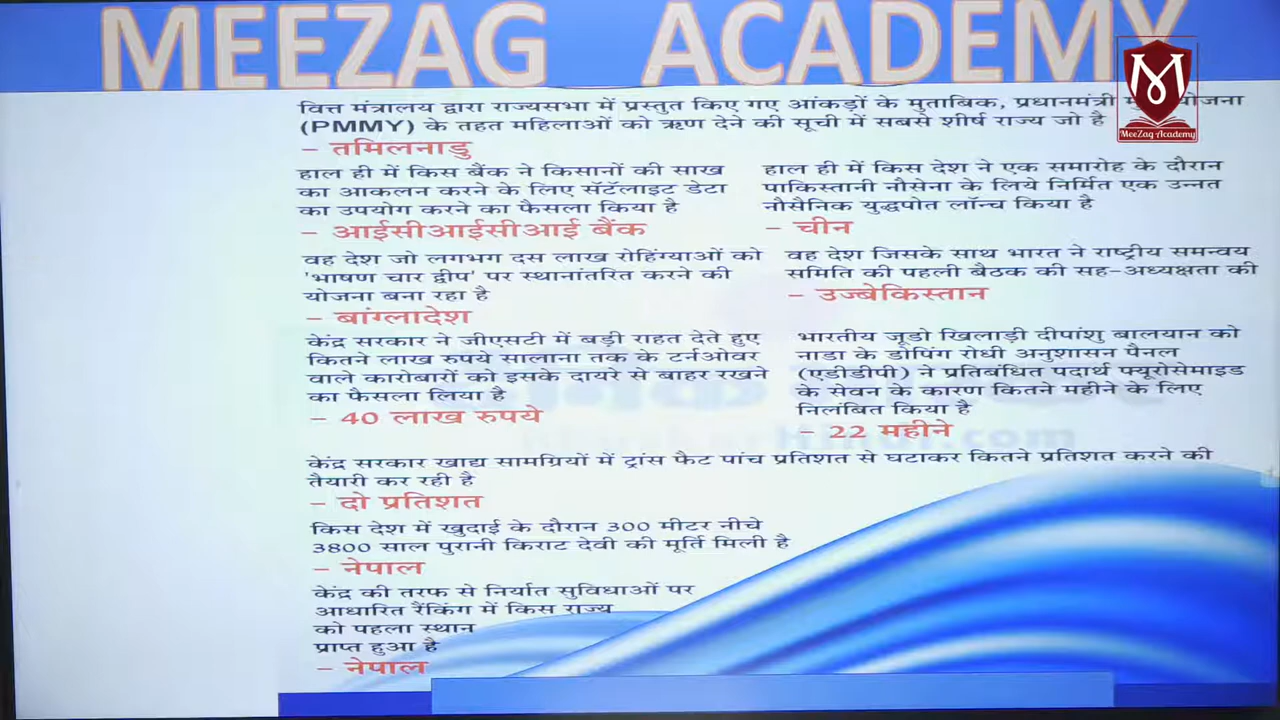 MEEZAG ACADEMY
MeeZag Academy
वित्त मंत्रालय द्वारा राज्यसभा में प्रस्तुत किए गए आंकड़ों के मुताबिक, प्रधानमंत्री योजना
(PMMY) के तहत महिलाओं को ऋण देने की सूची में सबसे शीर्ष राज्य जो है
- तमिलनाडु
हाल ही में किस बैंक ने किसानों की साख
का आकलन करने के लिए सॅटॅलाइट डेटा
का उपयोग करने का फैसला किया है
- आईसीआईसीआई बैंक
हाल ही में किस देश ने एक समारोह के दौरान
पाकिस्तानी नौसेना के लिये निर्मित एक उन्नत
नौसैनिक युद्धपोत लॉन्च किया है
- चीन
वह देश जो लगभग दस लाख रोहिंग्याओं को
'भाषण चार द्वीप' पर स्थानांतरित करने की
योजना बना रहा है
- बांग्लादेश
वह देश जिसके साथ भारत ने राष्ट्रीय समन्वय
समिति की पहली बैठक की सह-अध्यक्षता की
- उज्बेकिस्तान
केंद्र सरकार ने जीएसटी में बड़ी राहत देते हुए
कितने लाख रुपये सालाना तक के टर्नओवर
वाले कारोबारों को इसके दायरे से बाहर रखने
का फैसला लिया है
- 40 लाख रुपये
भारतीय जूडो खिलाड़ी दीपांशु बालयान को
नाडा के डोपिंग रोधी अनुशासन पैनल
(एडीडीपी) ने प्रतिबंधित पदार्थ फ्यूरोसेमाइड
के सेवन के कारण कितने महीने के लिए
निलंबित किया है
- 22 महीने
केंद्र सरकार खाद्य सामग्रियों में ट्रांस फैट पांच प्रतिशत से घटाकर कितने प्रतिशत करने की
तैयारी कर रही है
- दो प्रतिशत
किस देश में खुदाई के दौरान 300 मीटर नीचे
3800 साल पुरानी किराट देवी की मूर्ति मिली है
- नेपाल
केंद्र की तरफ से निर्यात सुविधाओं पर
आधारित रैंकिंग में किस राज्य
को पहला स्थान
प्राप्त हुआ है
- नेपाल